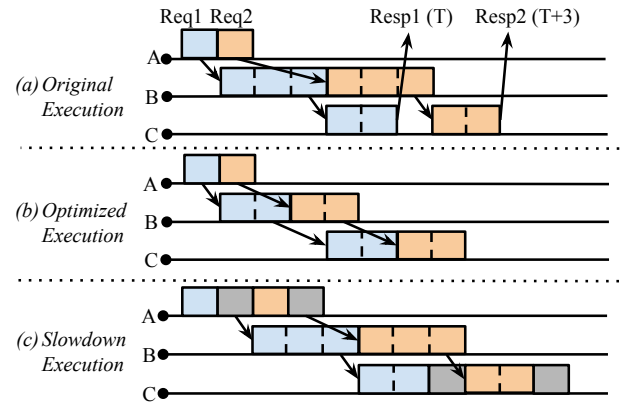 Req1 Req2 Resp1 (T) Resp2 (T+3)
A
(a) Original
Execution
B
C
A
(b) Optimized
Execution
B
C
A
(c) Slowdown
Execution
B
C